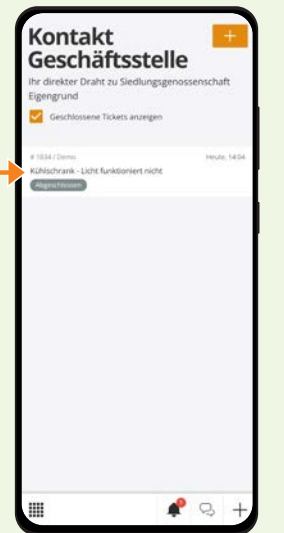 Kontakt
Geschäftsstelle
+
Ihr direkter Draht zu Siedlungsgenossenschaft
Eigengrund
Geschlossene Tickets anzeigen
# 1834 / Demo
Heute, 14:04
Kühlschrank - Licht funktioniert nicht
Abgeschlossen